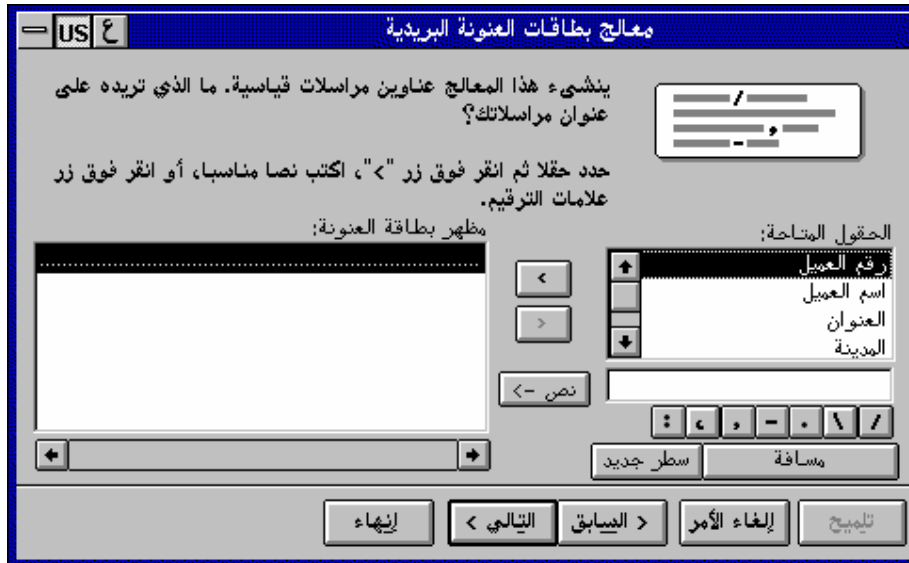 معالج بطاقات العنونة البريدية
ع US
ينشىء هذا المعالج عناوين مراسلات قياسية. ما الذي تريده على
عنوان مراسلاتك؟
حدد حقلا ثم انقر فوق زر "<"، اكتب نصا مناسبا، أو انقر فوق زر
علامات الترقيم.
الحقول المتاحة:
رقم العميل
اسم العميل
العنوان
المدينة
مظهر بطاقة العنونة:
................................................................
<
>
نص ->
/ \ . - , ، :
مسافة
سطر جديد
تلميح
إلغاء الأمر
< السابق
التالي >
إنهاء